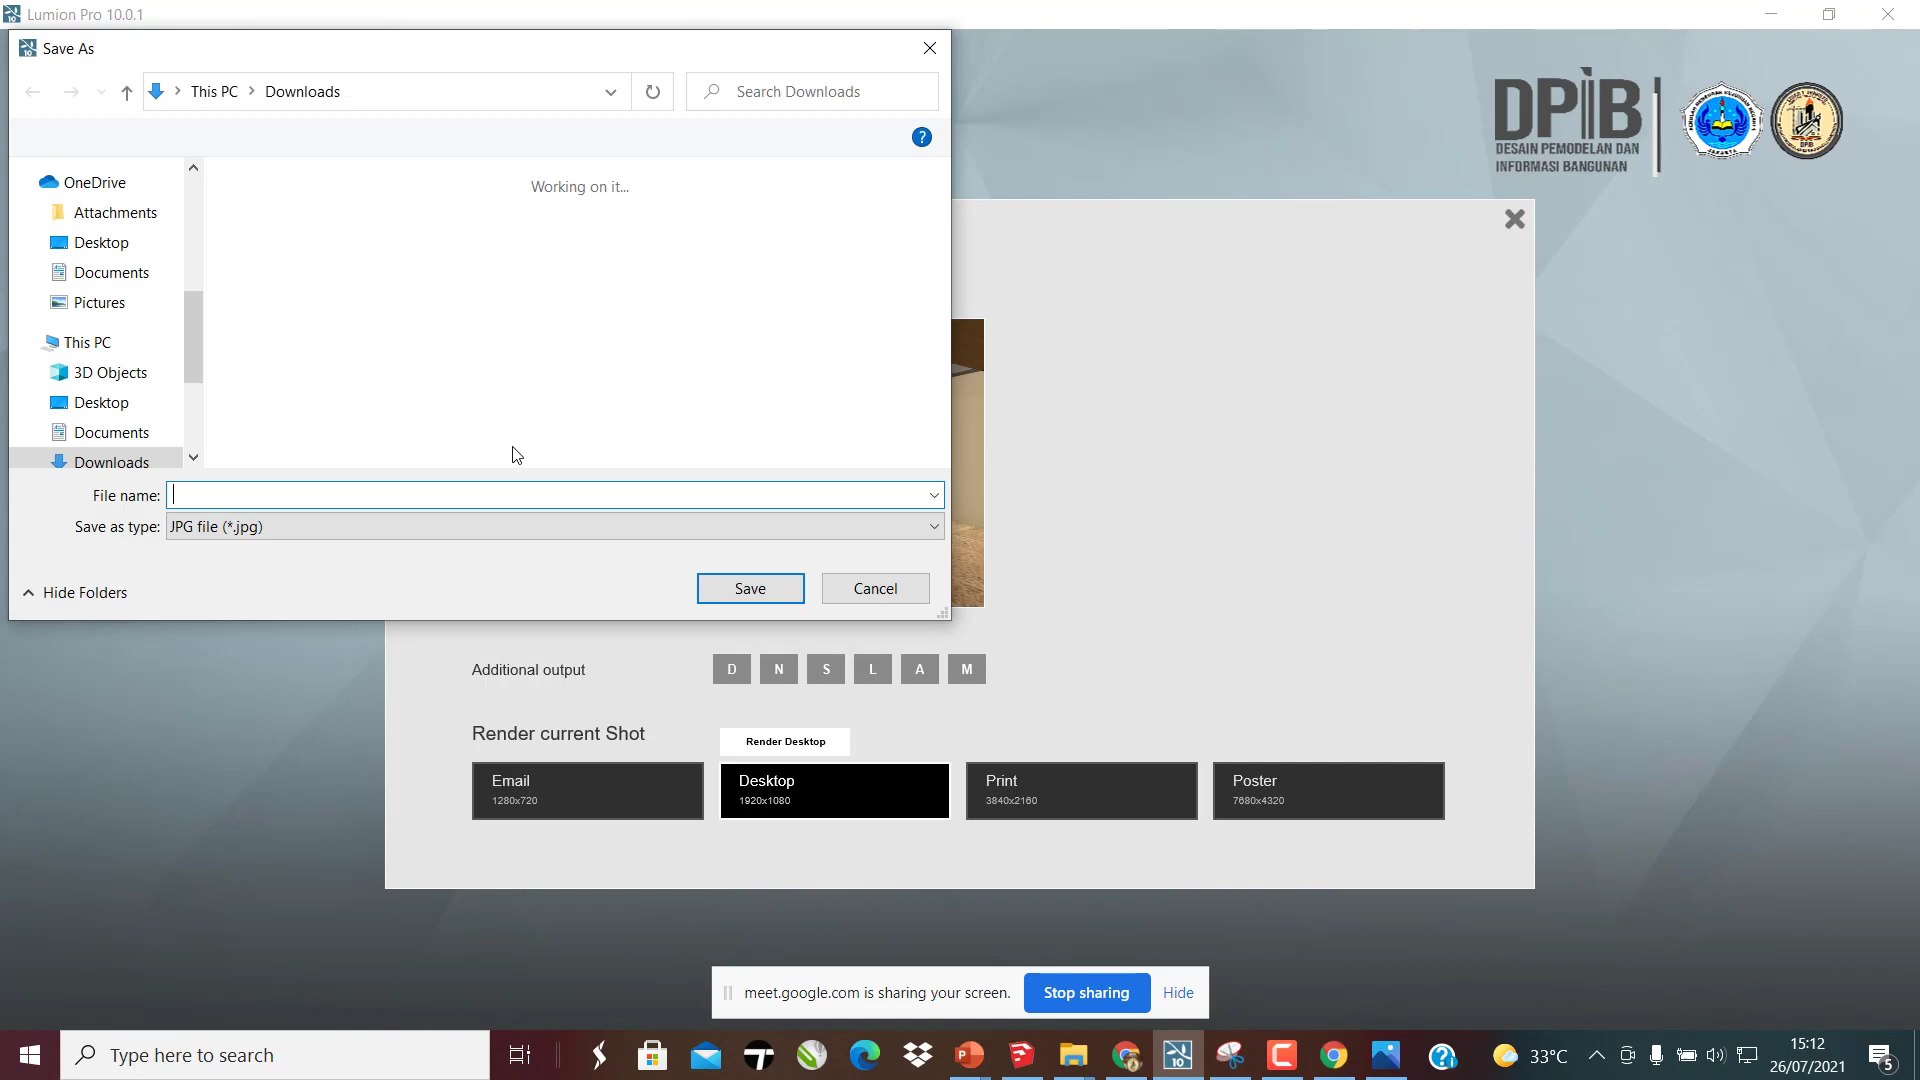 Lumion Pro 10.0.1
Save As
This PC
Downloads
Search Downloads
?
OneDrive
Attachments
Desktop
Documents
Pictures
This PC
3D Objects
Desktop
Documents
Downloads
Working on it...
File name:
Save as type: JPG file (*.jpg)
Hide Folders
Save
Cancel
DPiB
DESAIN PEMODELAN DAN
INFORMASI BANGUNAN
Additional output
D N S L A M
Render current Shot
Render Desktop
Email
1280x720
Desktop
1920x1080
Print
3840x2160
Poster
7680x4320
meet.google.com is sharing your screen.
Stop sharing
Hide
Type here to search
33°C
15:12
26/07/2021
5